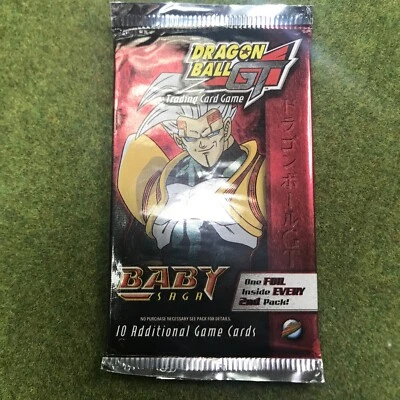 DRAGON
BALL GT
Trading Card Game
ドラゴンボールGT
BABY
SAGA
One FOIL
Inside EVERY
2nd Pack!
NO PURCHASE NECESSARY SEE PACK FOR DETAILS.
10 Additional Game Cards